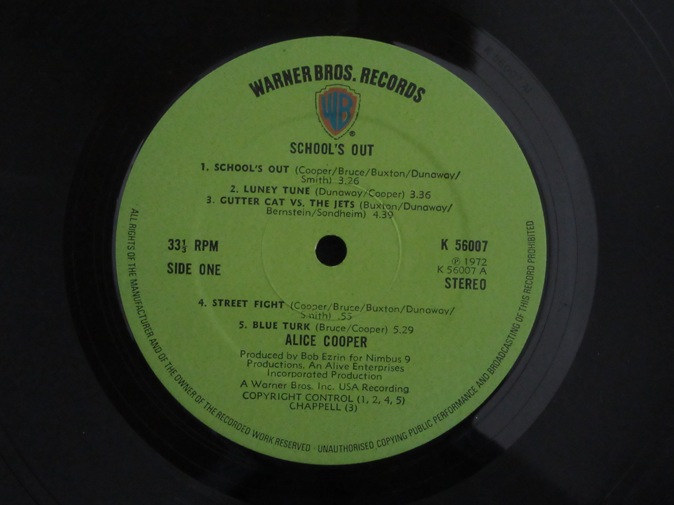 WARNER BROS. RECORDS
WB
®
SCHOOL'S OUT
1. SCHOOL'S OUT (Cooper/Bruce/Buxton/Dunaway/
Smith) 3.26
2. LUNEY TUNE (Dunaway/Cooper) 3.36
3. GUTTER CAT VS. THE JETS (Buxton/Dunaway/
Bernstein/Sondheim) 4.39
33⅓ RPM
SIDE ONE
K 56007
℗ 1972
K 56007 A
STEREO
4. STREET FIGHT (Cooper/Bruce/Buxton/Dunaway/
Smith) .55
5. BLUE TURK (Bruce/Cooper) 5.29
ALICE COOPER
Produced by Bob Ezrin for Nimbus 9
Productions. An Alive Enterprises
Incorporated Production
A Warner Bros. Inc. USA Recording
COPYRIGHT CONTROL (1, 2, 4, 5)
CHAPPELL (3)
ALL RIGHTS OF THE MANUFACTURER AND OF THE OWNER OF THE RECORDED WORK RESERVED · UNAUTHORISED COPYING PUBLIC PERFORMANCE AND BROADCASTING OF THIS RECORD PROHIBITED